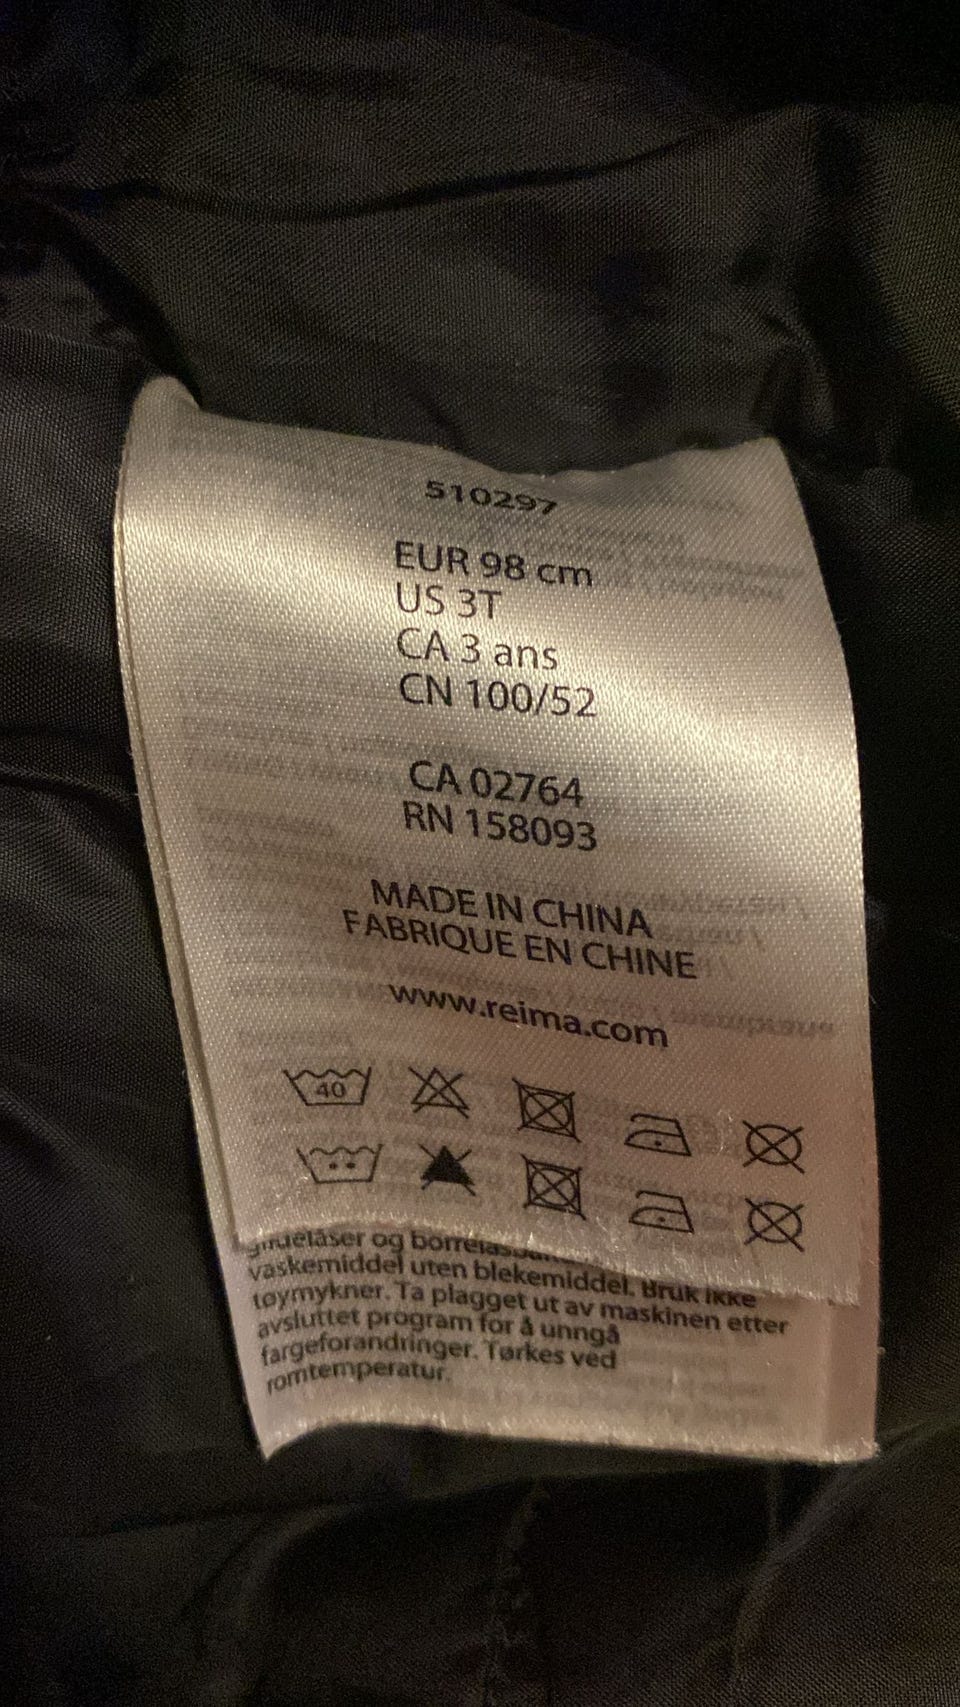 510297
EUR 98 cm
US 3T
CA 3 ans
CN 100/52
CA 02764
RN 158093
MADE IN CHINA
FABRIQUE EN CHINE
www.reima.com
40
og
vaskemiddel uten blekemiddel. Bruk ikke
tøymykner. Ta plagget ut av maskinen etter
avsluttet program for å unngå
fargeforandringer. Tørkes ved
romtemperatur.